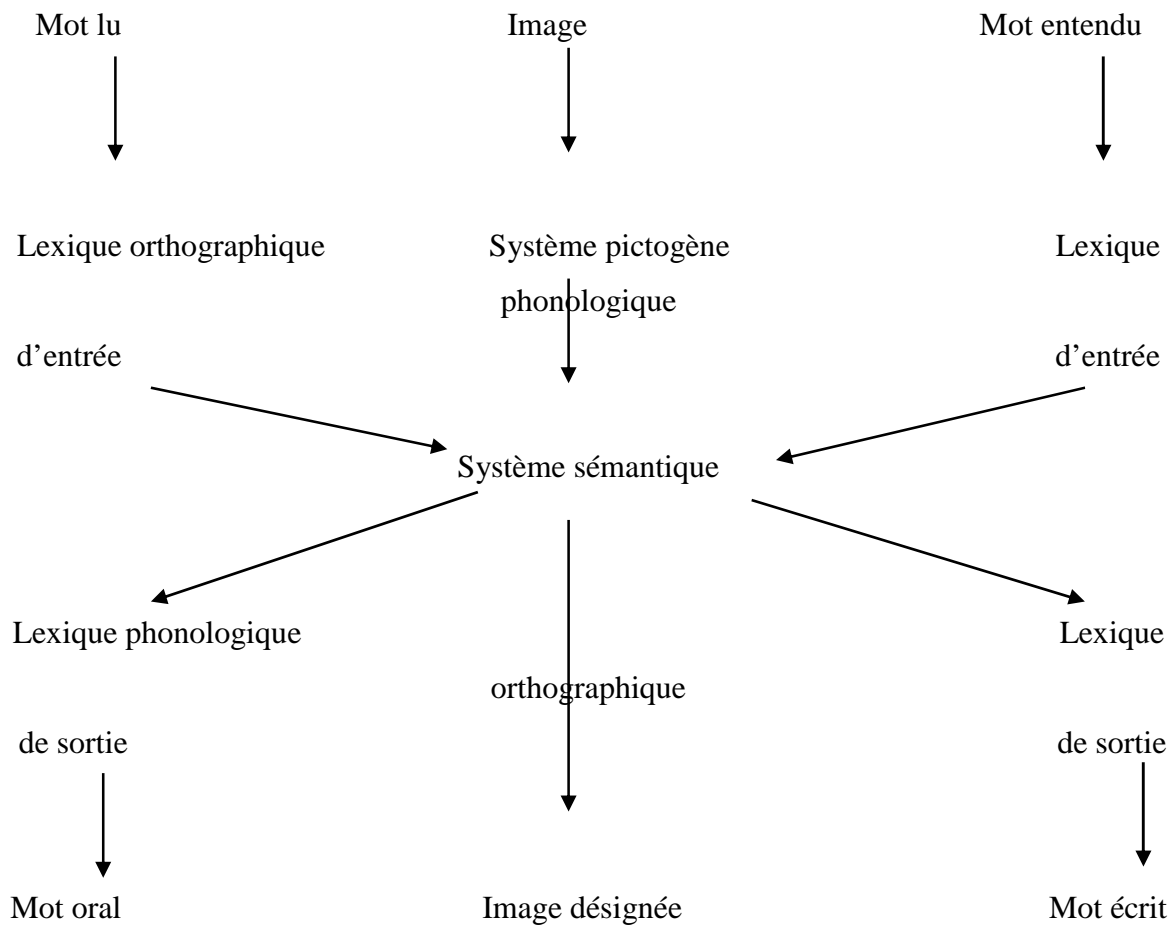 Mot lu Image Mot entendu
Lexique orthographique Système pictogène Lexique
phonologique
d’entrée d’entrée
Système sémantique
Lexique phonologique Lexique
orthographique
de sortie de sortie
Mot oral Image désignée Mot écrit